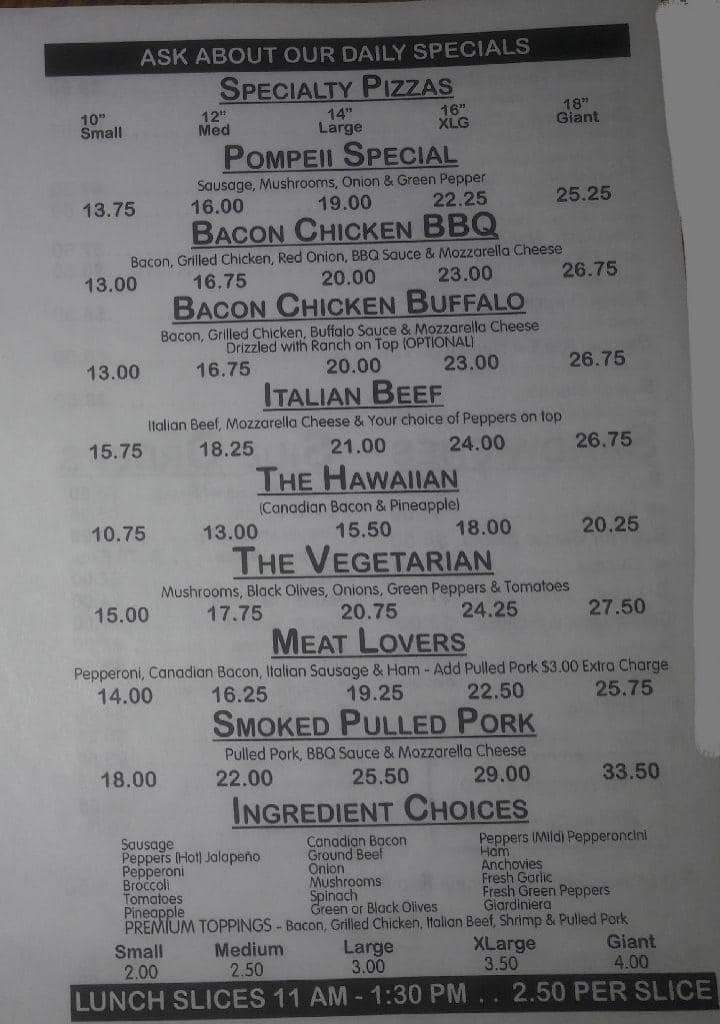 ASK ABOUT OUR DAILY SPECIALS
SPECIALTY PIZZAS
10" 12" 14" 16" 18"
Small Med Large XLG Giant
POMPEII SPECIAL
Sausage, Mushrooms, Onion & Green Pepper
13.75 16.00 19.00 22.25 25.25
BACON CHICKEN BBQ
Bacon, Grilled Chicken, Red Onion, BBQ Sauce & Mozzarella Cheese
13.00 16.75 20.00 23.00 26.75
BACON CHICKEN BUFFALO
Bacon, Grilled Chicken, Buffalo Sauce & Mozzarella Cheese
Drizzled with Ranch on Top (OPTIONAL)
13.00 16.75 20.00 23.00 26.75
ITALIAN BEEF
Italian Beef, Mozzarella Cheese & Your choice of Peppers on top
15.75 18.25 21.00 24.00 26.75
THE HAWAIIAN
(Canadian Bacon & Pineapple)
10.75 13.00 15.50 18.00 20.25
THE VEGETARIAN
Mushrooms, Black Olives, Onions, Green Peppers & Tomatoes
15.00 17.75 20.75 24.25 27.50
MEAT LOVERS
Pepperoni, Canadian Bacon, Italian Sausage & Ham - Add Pulled Pork $3.00 Extra Charge
14.00 16.25 19.25 22.50 25.75
SMOKED PULLED PORK
Pulled Pork, BBQ Sauce & Mozzarella Cheese
18.00 22.00 25.50 29.00 33.50
INGREDIENT CHOICES
Sausage Canadian Bacon Peppers (Mild) Pepperoncini
Peppers (Hot) Jalapeño Ground Beef Ham
Pepperoni Onion Anchovies
Broccoli Mushrooms Fresh Garlic
Tomatoes Spinach Fresh Green Peppers
Pineapple Green or Black Olives Giardiniera
PREMIUM TOPPINGS - Bacon, Grilled Chicken, Italian Beef, Shrimp & Pulled Pork
Small Medium Large XLarge Giant
2.00 2.50 3.00 3.50 4.00
LUNCH SLICES 11 AM - 1:30 PM . . 2.50 PER SLICE